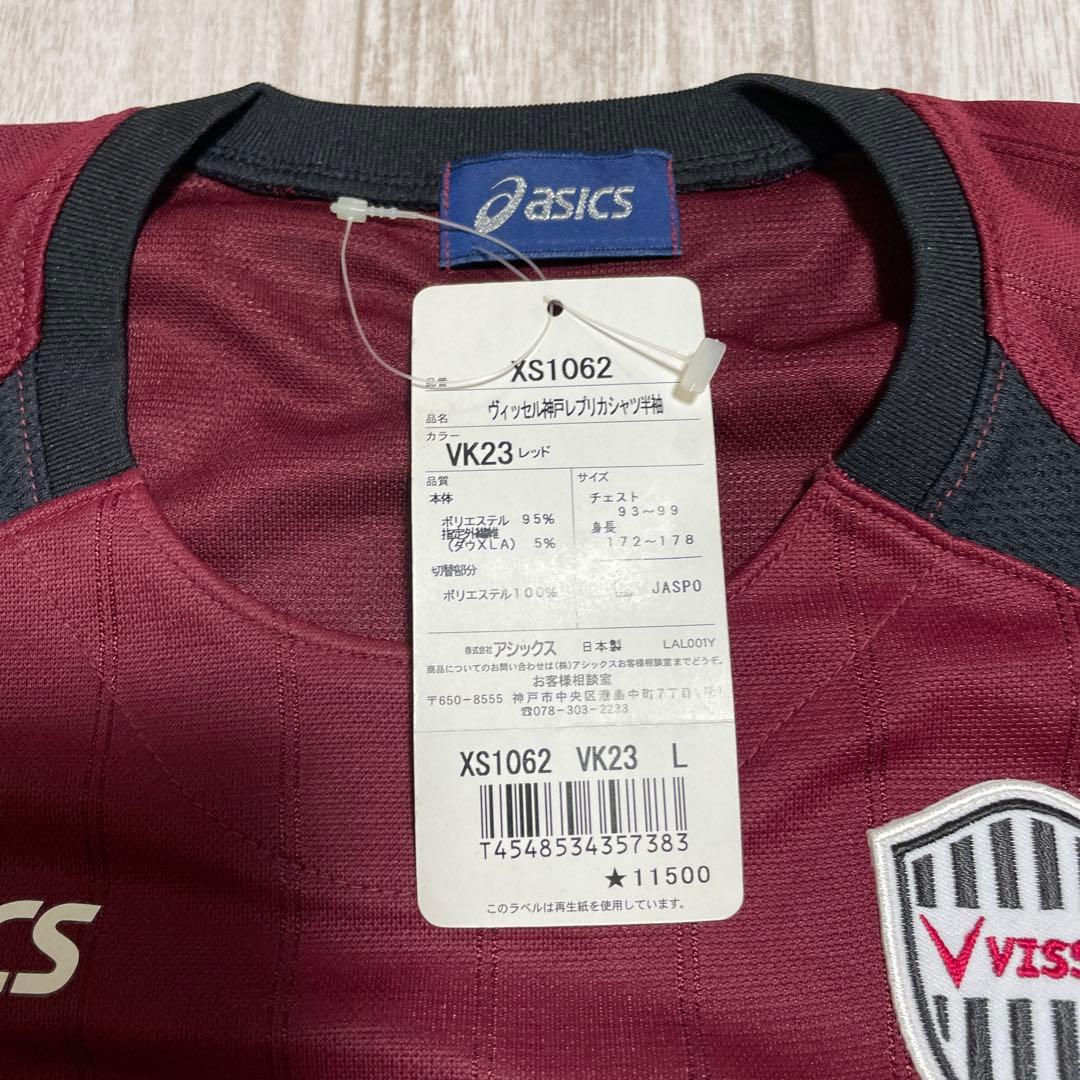 asics
品番 XS1062
品名 ヴィッセル神戸レプリカシャツ半袖
カラー
VK23 レッド
品質
本体
ポリエステル 95%
指定外繊維
(ダウXLA) 5%
切替部分
ポリエステル100%
サイズ
チェスト
93~99
身長
172~178
JASPO
株式会社アシックス 日本製 LAL001Y
商品についてのお問い合わせは(株)アシックスお客様相談室までどうぞ。
お客様相談室
〒650-8555 神戸市中央区港島中町7丁目
☎078-303-2233
XS1062 VK23 L
T4548534357383
★11500
このラベルは再生紙を使用しています。
CS
V VISS